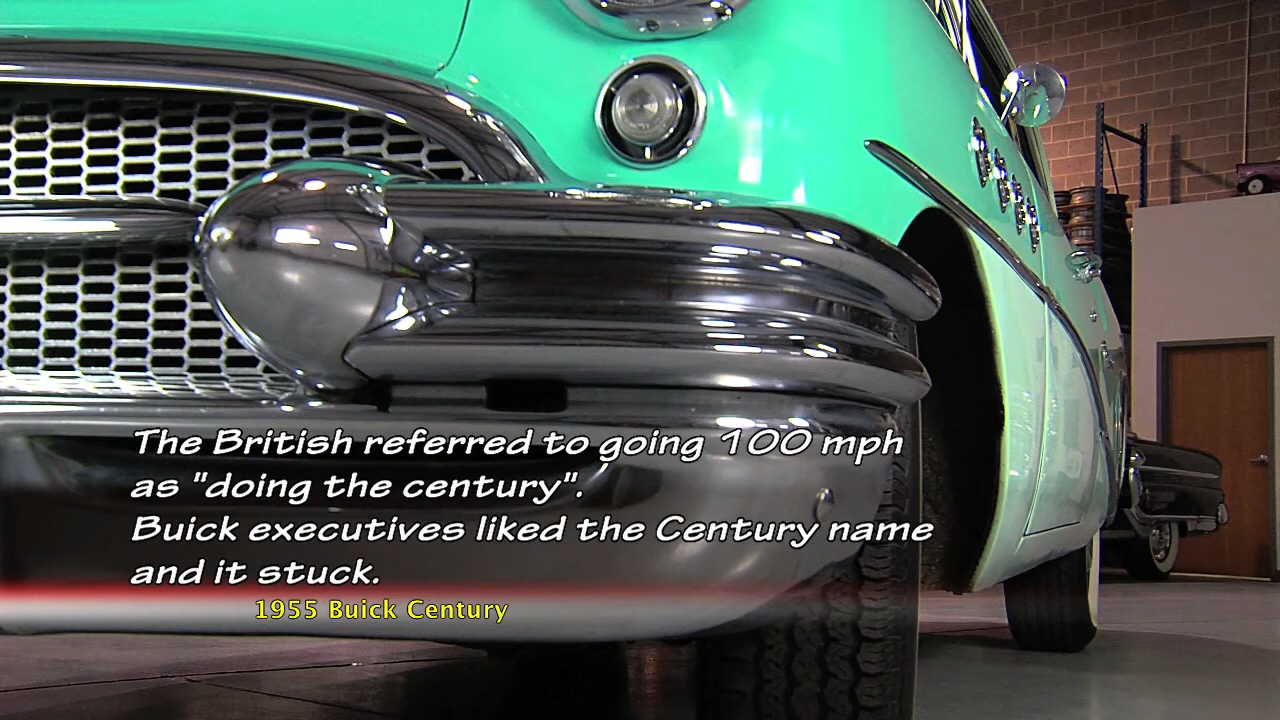 The British referred to going 100 mph
as "doing the century".
Buick executives liked the Century name
and it stuck.
1955 Buick Century